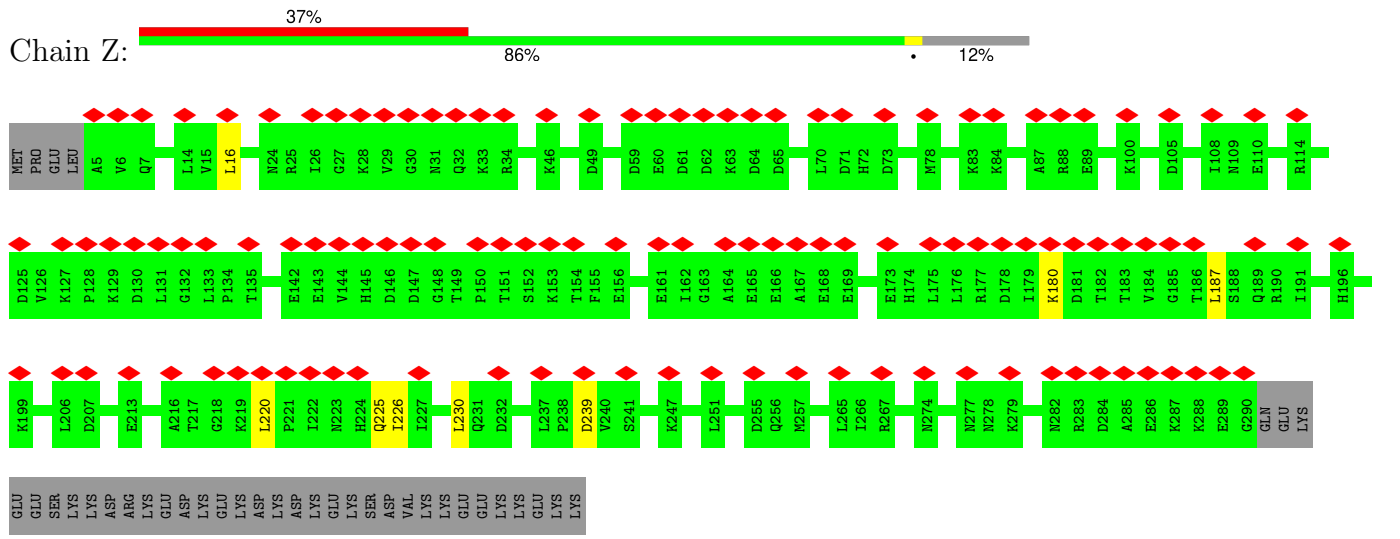 37%
Chain Z:
86% • 12%
MET PRO GLU LEU A5 V6 Q7 L14 V15 L16 N24 R25 I26 G27 K28 V29 G30 N31 Q32 K33 R34 K46 D49 D59 E60 D61 D62 K63 D64 D65 L70 D71 H72 D73 M78 K83 K84 A87 R88 E89 K100 D105 I108 N109 E110 R114
D125 V126 K127 P128 K129 D130 L131 G132 L133 P134 T135 E142 E143 V144 H145 D146 D147 G148 T149 P150 T151 S152 K153 T154 F155 E156 E161 I162 G163 A164 E165 E166 A167 E168 E169 E173 H174 L175 L176 R177 D178 I179 K180 D181 T182 T183 V184 G185 T186 L187 S188 Q189 R190 I191 H196
K199 L206 D207 E213 A216 T217 G218 K219 L220 P221 I222 N223 H224 Q225 I226 I227 L230 Q231 D232 L237 P238 D239 V240 S241 K247 L251 D255 Q256 M257 L265 I266 R267 N274 N277 N278 K279 N282 R283 D284 A285 E286 K287 K288 E289 G290 GLN GLU LYS
GLU GLU SER LYS LYS ASP ARG LYS GLU ASP LYS GLU LYS ASP LYS ASP LYS GLU LYS SER ASP VAL LYS LYS GLU GLU LYS LYS GLU LYS LYS